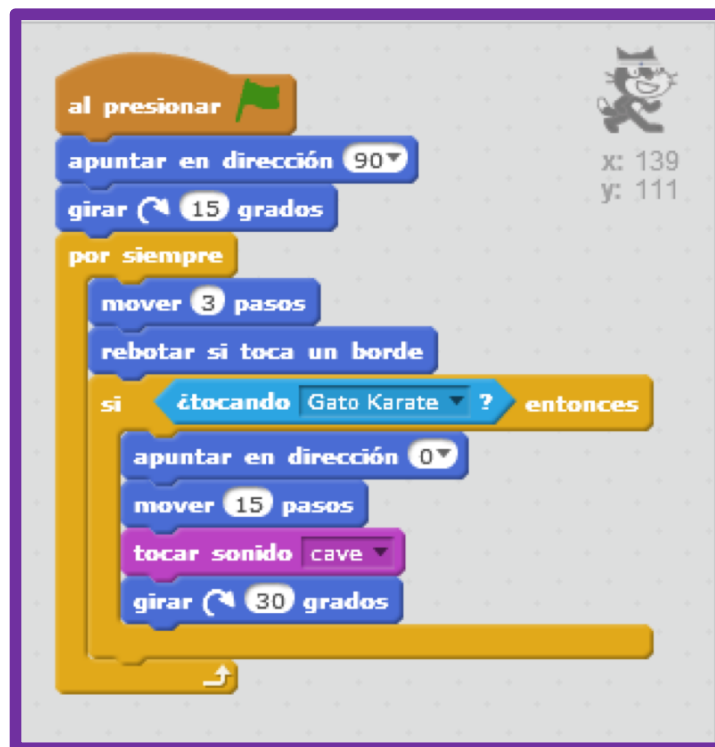 al presionar
apuntar en dirección 90
girar 15 grados
por siempre
mover 3 pasos
rebotar si toca un borde
si ¿tocando Gato Karate ? entonces
apuntar en dirección 0
mover 15 pasos
tocar sonido cave
girar 30 grados
x: 139
y: 111